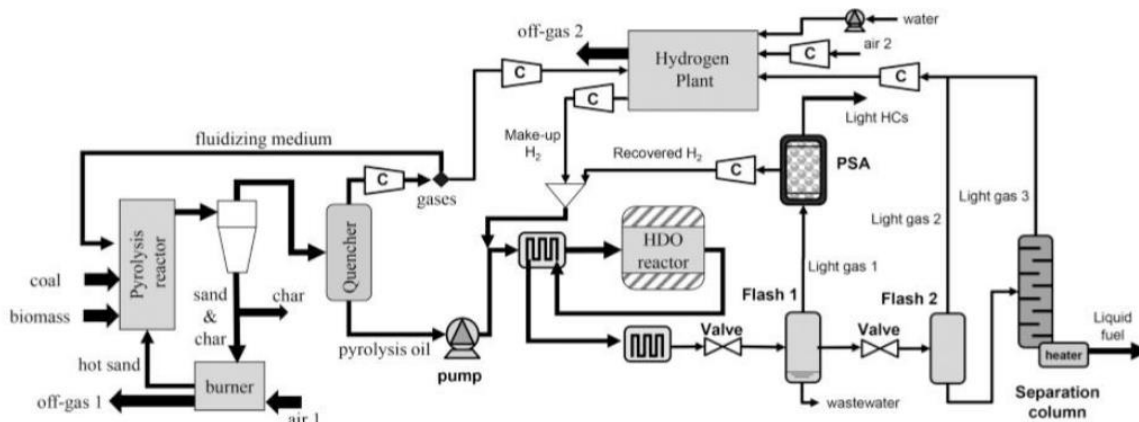 water
off-gas 2
Hydrogen
Plant
air 2
C
C
C
C
fluidizing medium
Make-up
H2
Light HCs
Recovered H2
C
PSA
C
gases
Pyrolysis
reactor
Quencher
HDO
reactor
Light gas 2
Light gas 3
coal
biomass
sand
&
char
char
Light gas 1
Flash 1
Flash 2
hot sand
pyrolysis oil
pump
Valve
Valve
Liquid
fuel
burner
heater
off-gas 1
air 1
wastewater
Separation
column